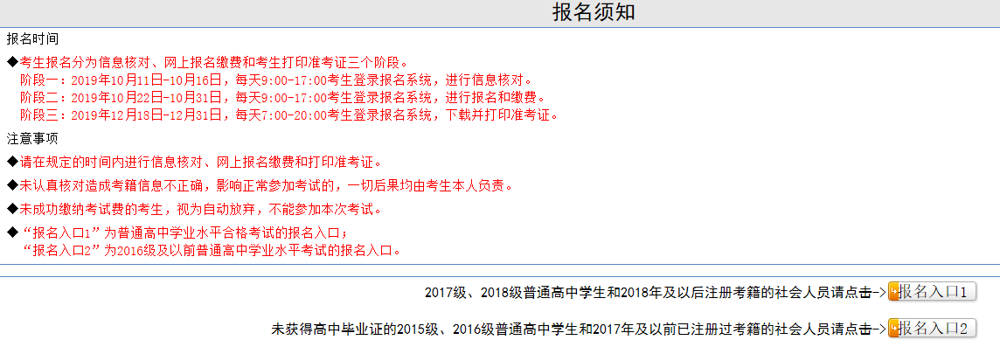 报名须知
报名时间
◆考生报名分为信息核对、网上报名缴费和考生打印准考证三个阶段。
阶段一：2019年10月11日-10月16日，每天9:00-17:00考生登录报名系统，进行信息核对。
阶段二：2019年10月22日-10月31日，每天9:00-17:00考生登录报名系统，进行报名和缴费。
阶段三：2019年12月18日-12月31日，每天7:00-20:00考生登录报名系统，下载并打印准考证。
注意事项
◆请在规定的时间内进行信息核对、网上报名缴费和打印准考证。
◆未认真核对造成考籍信息不正确，影响正常参加考试的，一切后果均由考生本人负责。
◆未成功缴纳考试费的考生，视为自动放弃，不能参加本次考试。
◆“报名入口1”为普通高中学业水平合格考试的报名入口；
“报名入口2”为2016级及以前普通高中学业水平考试的报名入口。
2017级、2018级普通高中学生和2018年及以后注册考籍的社会人员请点击-> 报名入口1
未获得高中毕业证的2015级、2016级普通高中学生和2017年及以前已注册过考籍的社会人员请点击-> 报名入口2